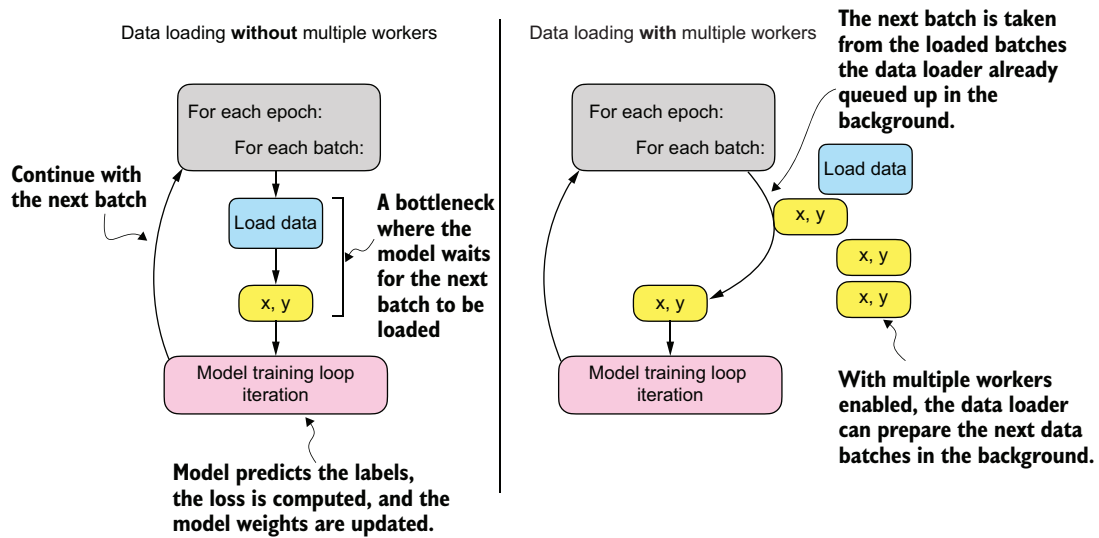 Data loading without multiple workers
For each epoch:
For each batch:
Continue with
the next batch
Load data
A bottleneck
where the
model waits
for the next
batch to be
loaded
x, y
Model training loop
iteration
Model predicts the labels,
the loss is computed, and the
model weights are updated.
Data loading with multiple workers
The next batch is taken
from the loaded batches
the data loader already
queued up in the
background.
For each epoch:
For each batch:
Load data
x, y
x, y
x, y
x, y
Model training loop
iteration
With multiple workers
enabled, the data loader
can prepare the next data
batches in the background.